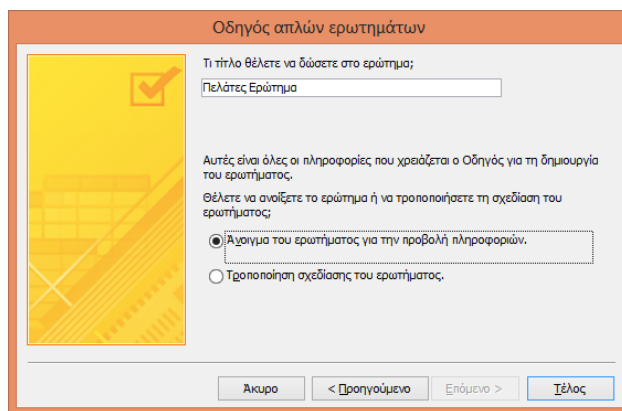 Οδηγός απλών ερωτημάτων
Τι τίτλο θέλετε να δώσετε στο ερώτημα;
Πελάτες Ερώτημα
Αυτές είναι όλες οι πληροφορίες που χρειάζεται ο Οδηγός για τη δημιουργία
του ερωτήματος.
Θέλετε να ανοίξετε το ερώτημα ή να τροποποιήσετε τη σχεδίαση του
ερωτήματος;
Άνοιγμα του ερωτήματος για την προβολή πληροφοριών.
Τροποποίηση σχεδίασης του ερωτήματος.
Άκυρο < Προηγούμενο Επόμενο > Τέλος